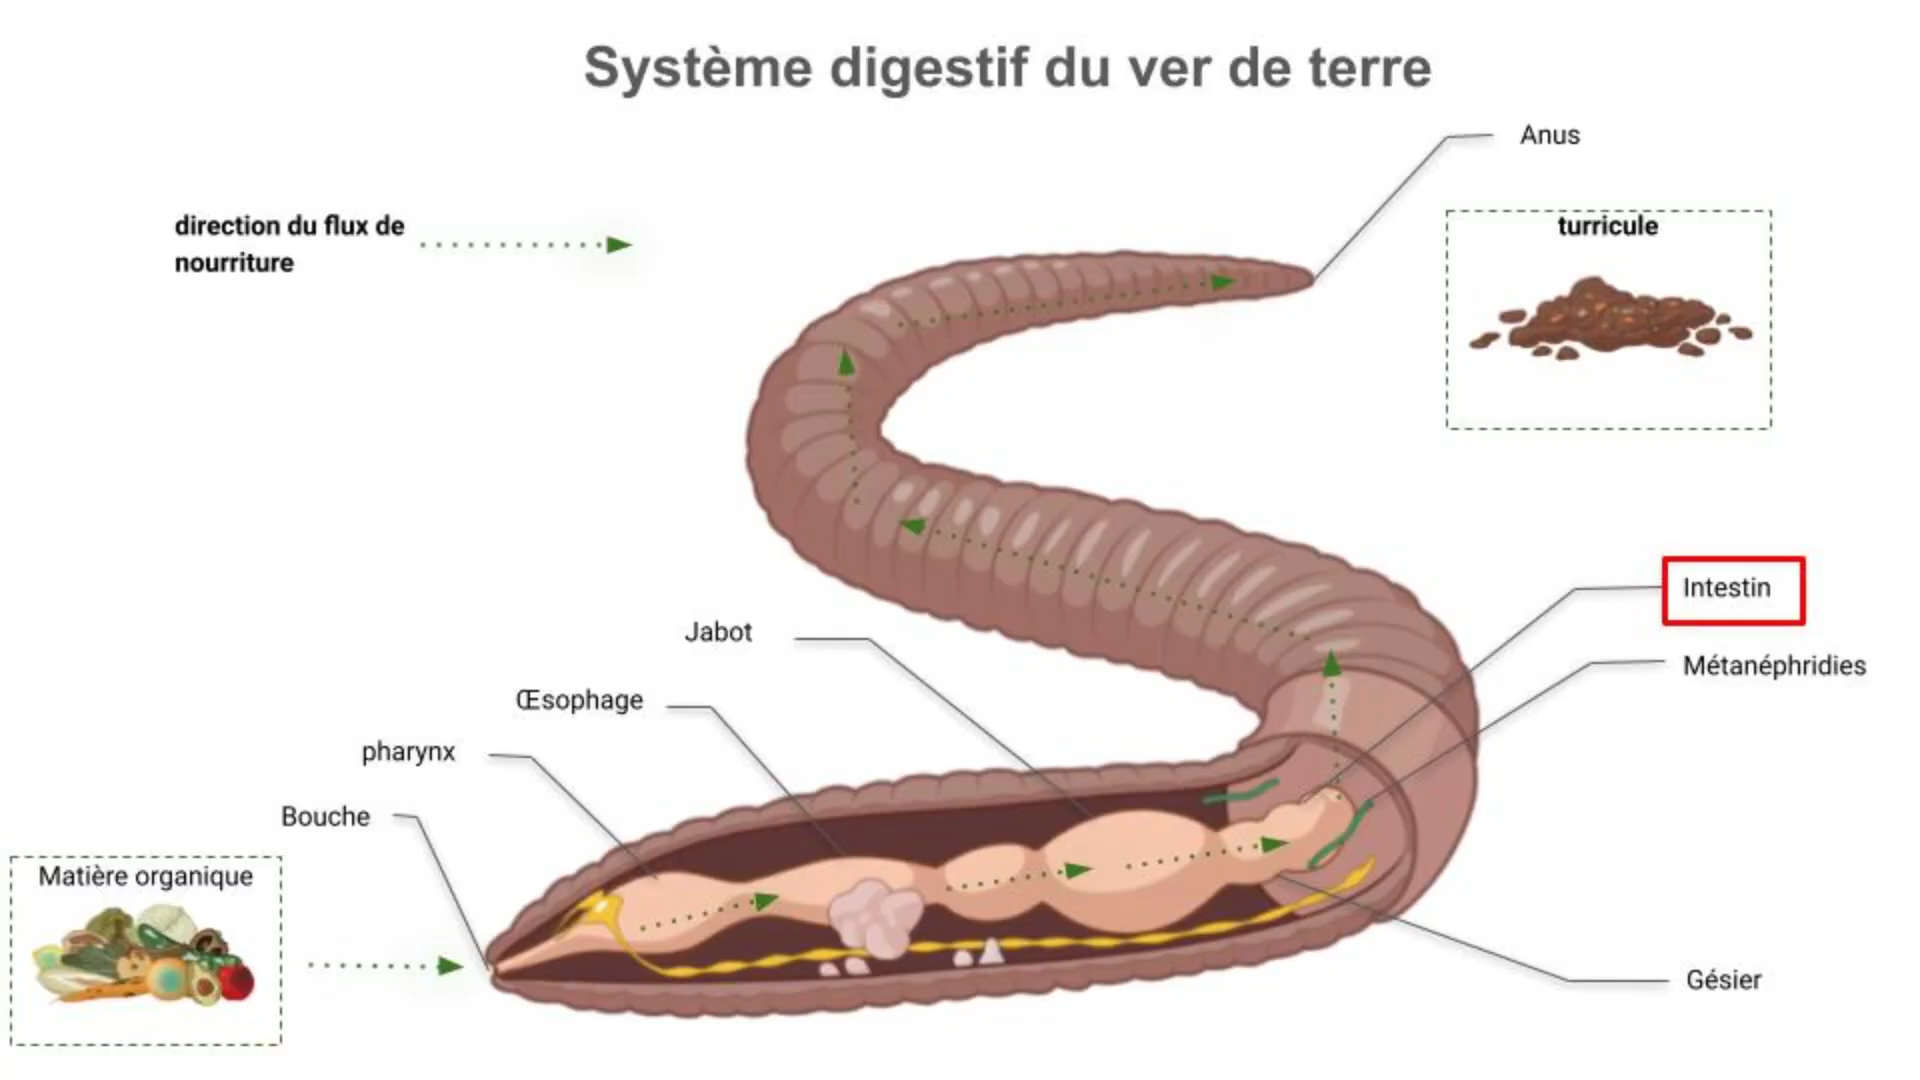 Système digestif du ver de terre
Anus
direction du flux de
nourriture
turricule
Intestin
Jabot
Métanéphridies
Œsophage
pharynx
Bouche
Matière organique
Gésier